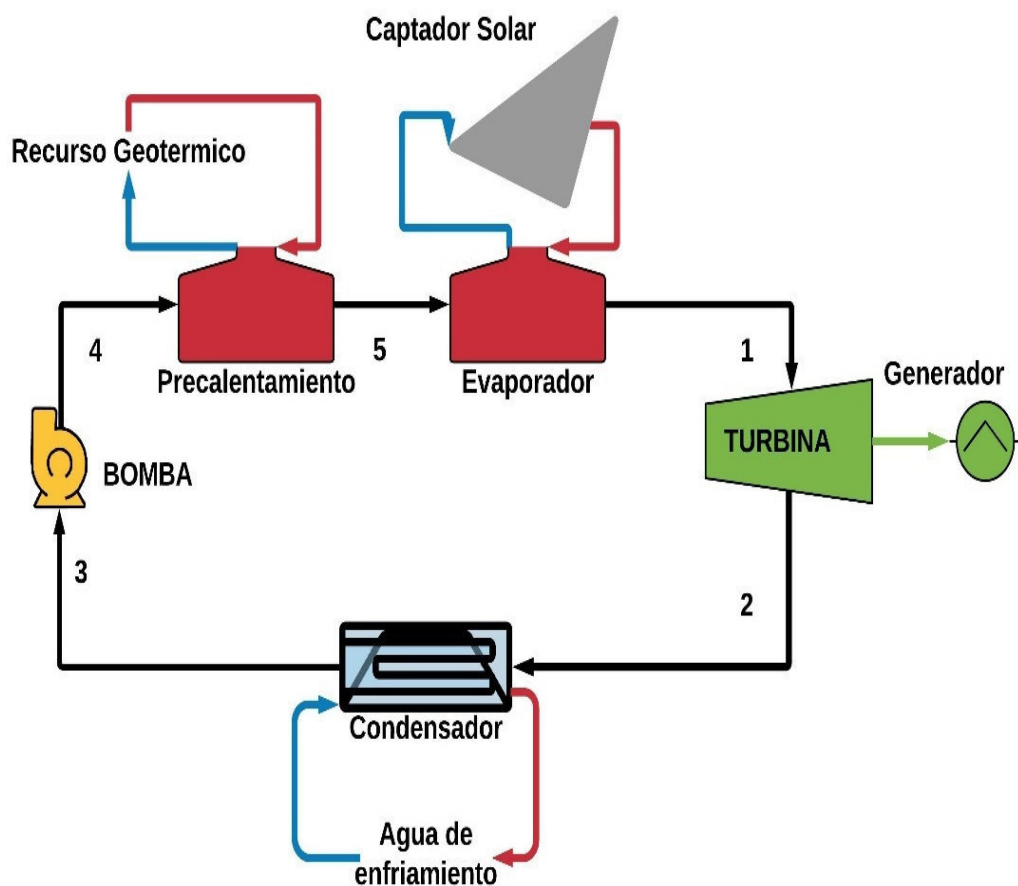 Captador Solar
Recurso Geotermico
4
5
1
Precalentamiento
Evaporador
Generador
TURBINA
BOMBA
3
2
Condensador
Agua de
enfriamiento